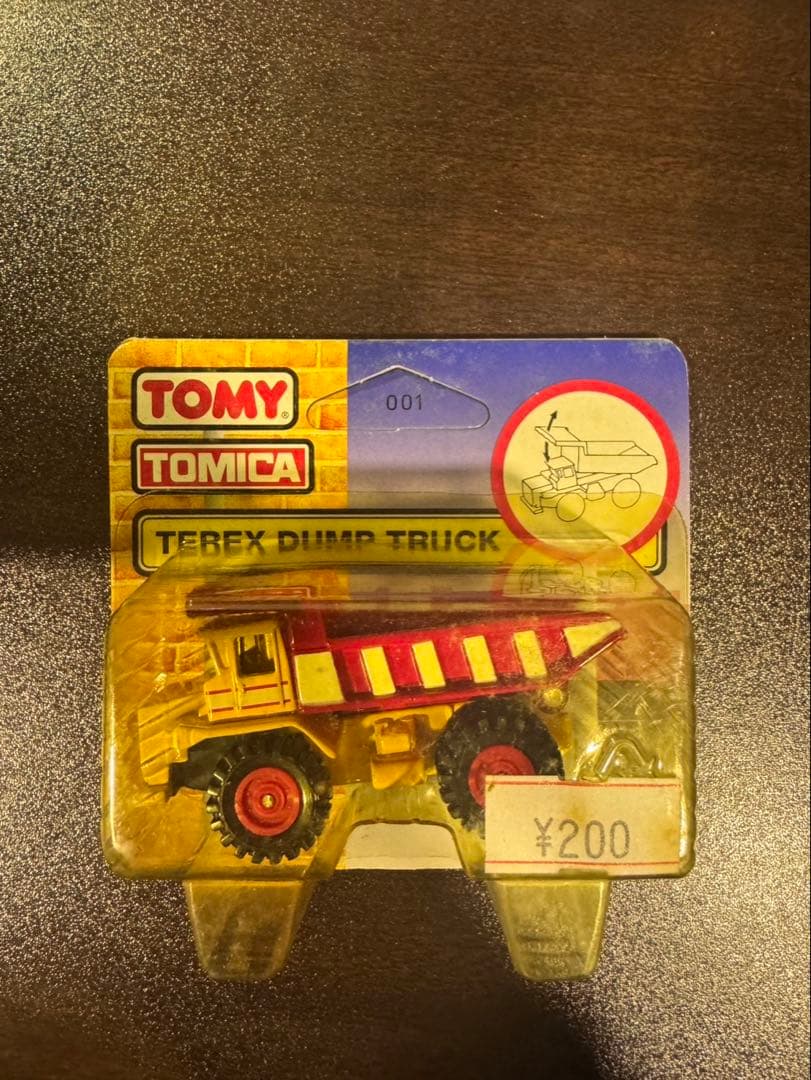 TOMY®
001
TOMICA
TEREX DUMP TRUCK
¥200